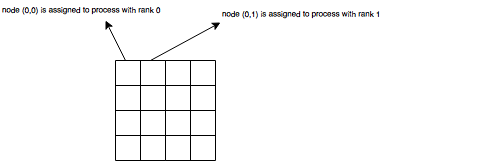 node (0,0) is assigned to process with rank 0
node (0,1) is assigned to process with rank 1